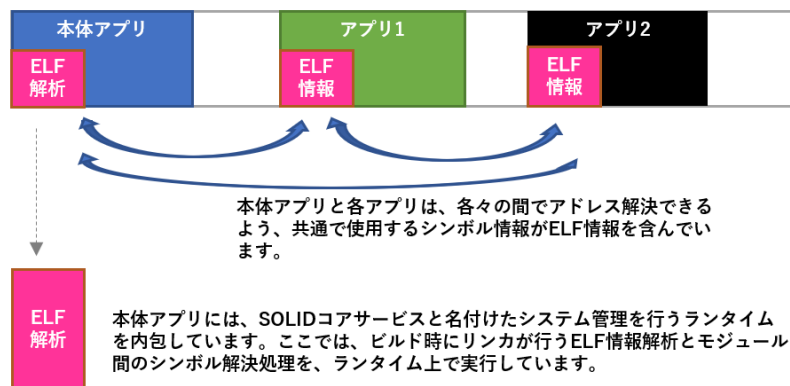 本体アプリ
アプリ1
アプリ2
ELF
解析
ELF
情報
ELF
情報
本体アプリと各アプリは、各々の間でアドレス解決できる
よう、共通で使用するシンボル情報がELF情報を含んでい
ます。
ELF
解析
本体アプリには、SOLIDコアサービスと名付けたシステム管理を行うランタイム
を内包しています。ここでは、ビルド時にリンカが行うELF情報解析とモジュール
間のシンボル解決処理を、ランタイム上で実行しています。